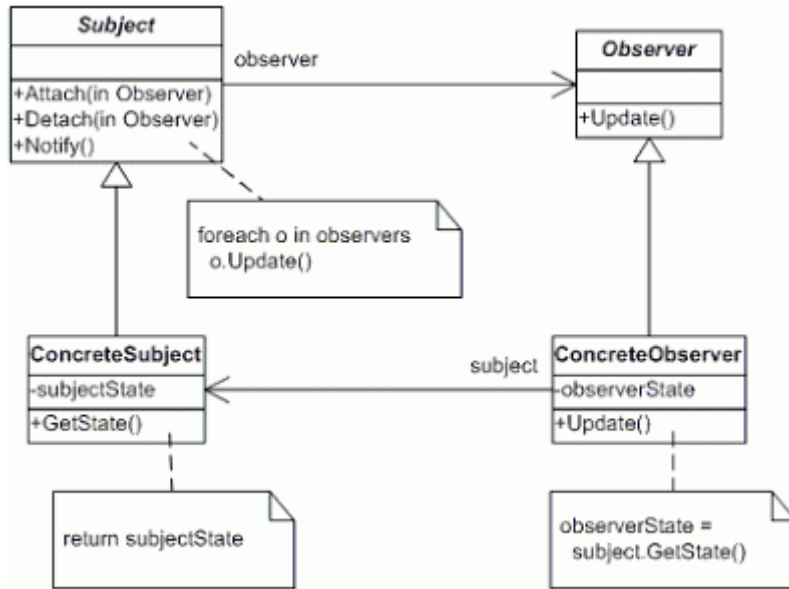 Subject
+Attach(in Observer)
+Detach(in Observer)
+Notify()
observer
Observer
+Update()
foreach o in observers
o.Update()
ConcreteSubject
-subjectState
+GetState()
subject
ConcreteObserver
-observerState
+Update()
return subjectState
observerState =
subject.GetState()